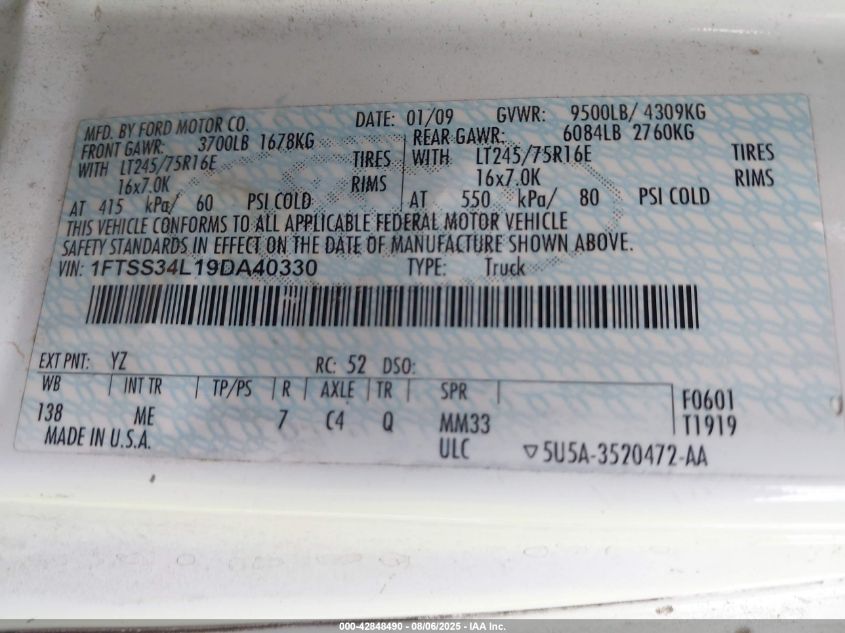 MFD. BY FORD MOTOR CO. DATE: 01/09 GVWR: 9500LB/ 4309KG
FRONT GAWR: 3700LB 1678KG REAR GAWR: 6084LB 2760KG
WITH LT245/75R16E TIRES WITH LT245/75R16E TIRES
16x7.0K RIMS 16x7.0K RIMS
AT 415 kPa/ 60 PSI COLD AT 550 kPa/ 80 PSI COLD
THIS VEHICLE CONFORMS TO ALL APPLICABLE FEDERAL MOTOR VEHICLE
SAFETY STANDARDS IN EFFECT ON THE DATE OF MANUFACTURE SHOWN ABOVE.
VIN: 1FTSS34L19DA40330 TYPE: Truck
EXT PNT: YZ RC: 52 DSO:
WB INT TR TP/PS R AXLE TR SPR F0601
138 ME 7 C4 Q MM33 T1919
MADE IN U.S.A. ULC ▽5U5A-3520472-AA
000-42848490 - 08/06/2025 - IAA Inc.